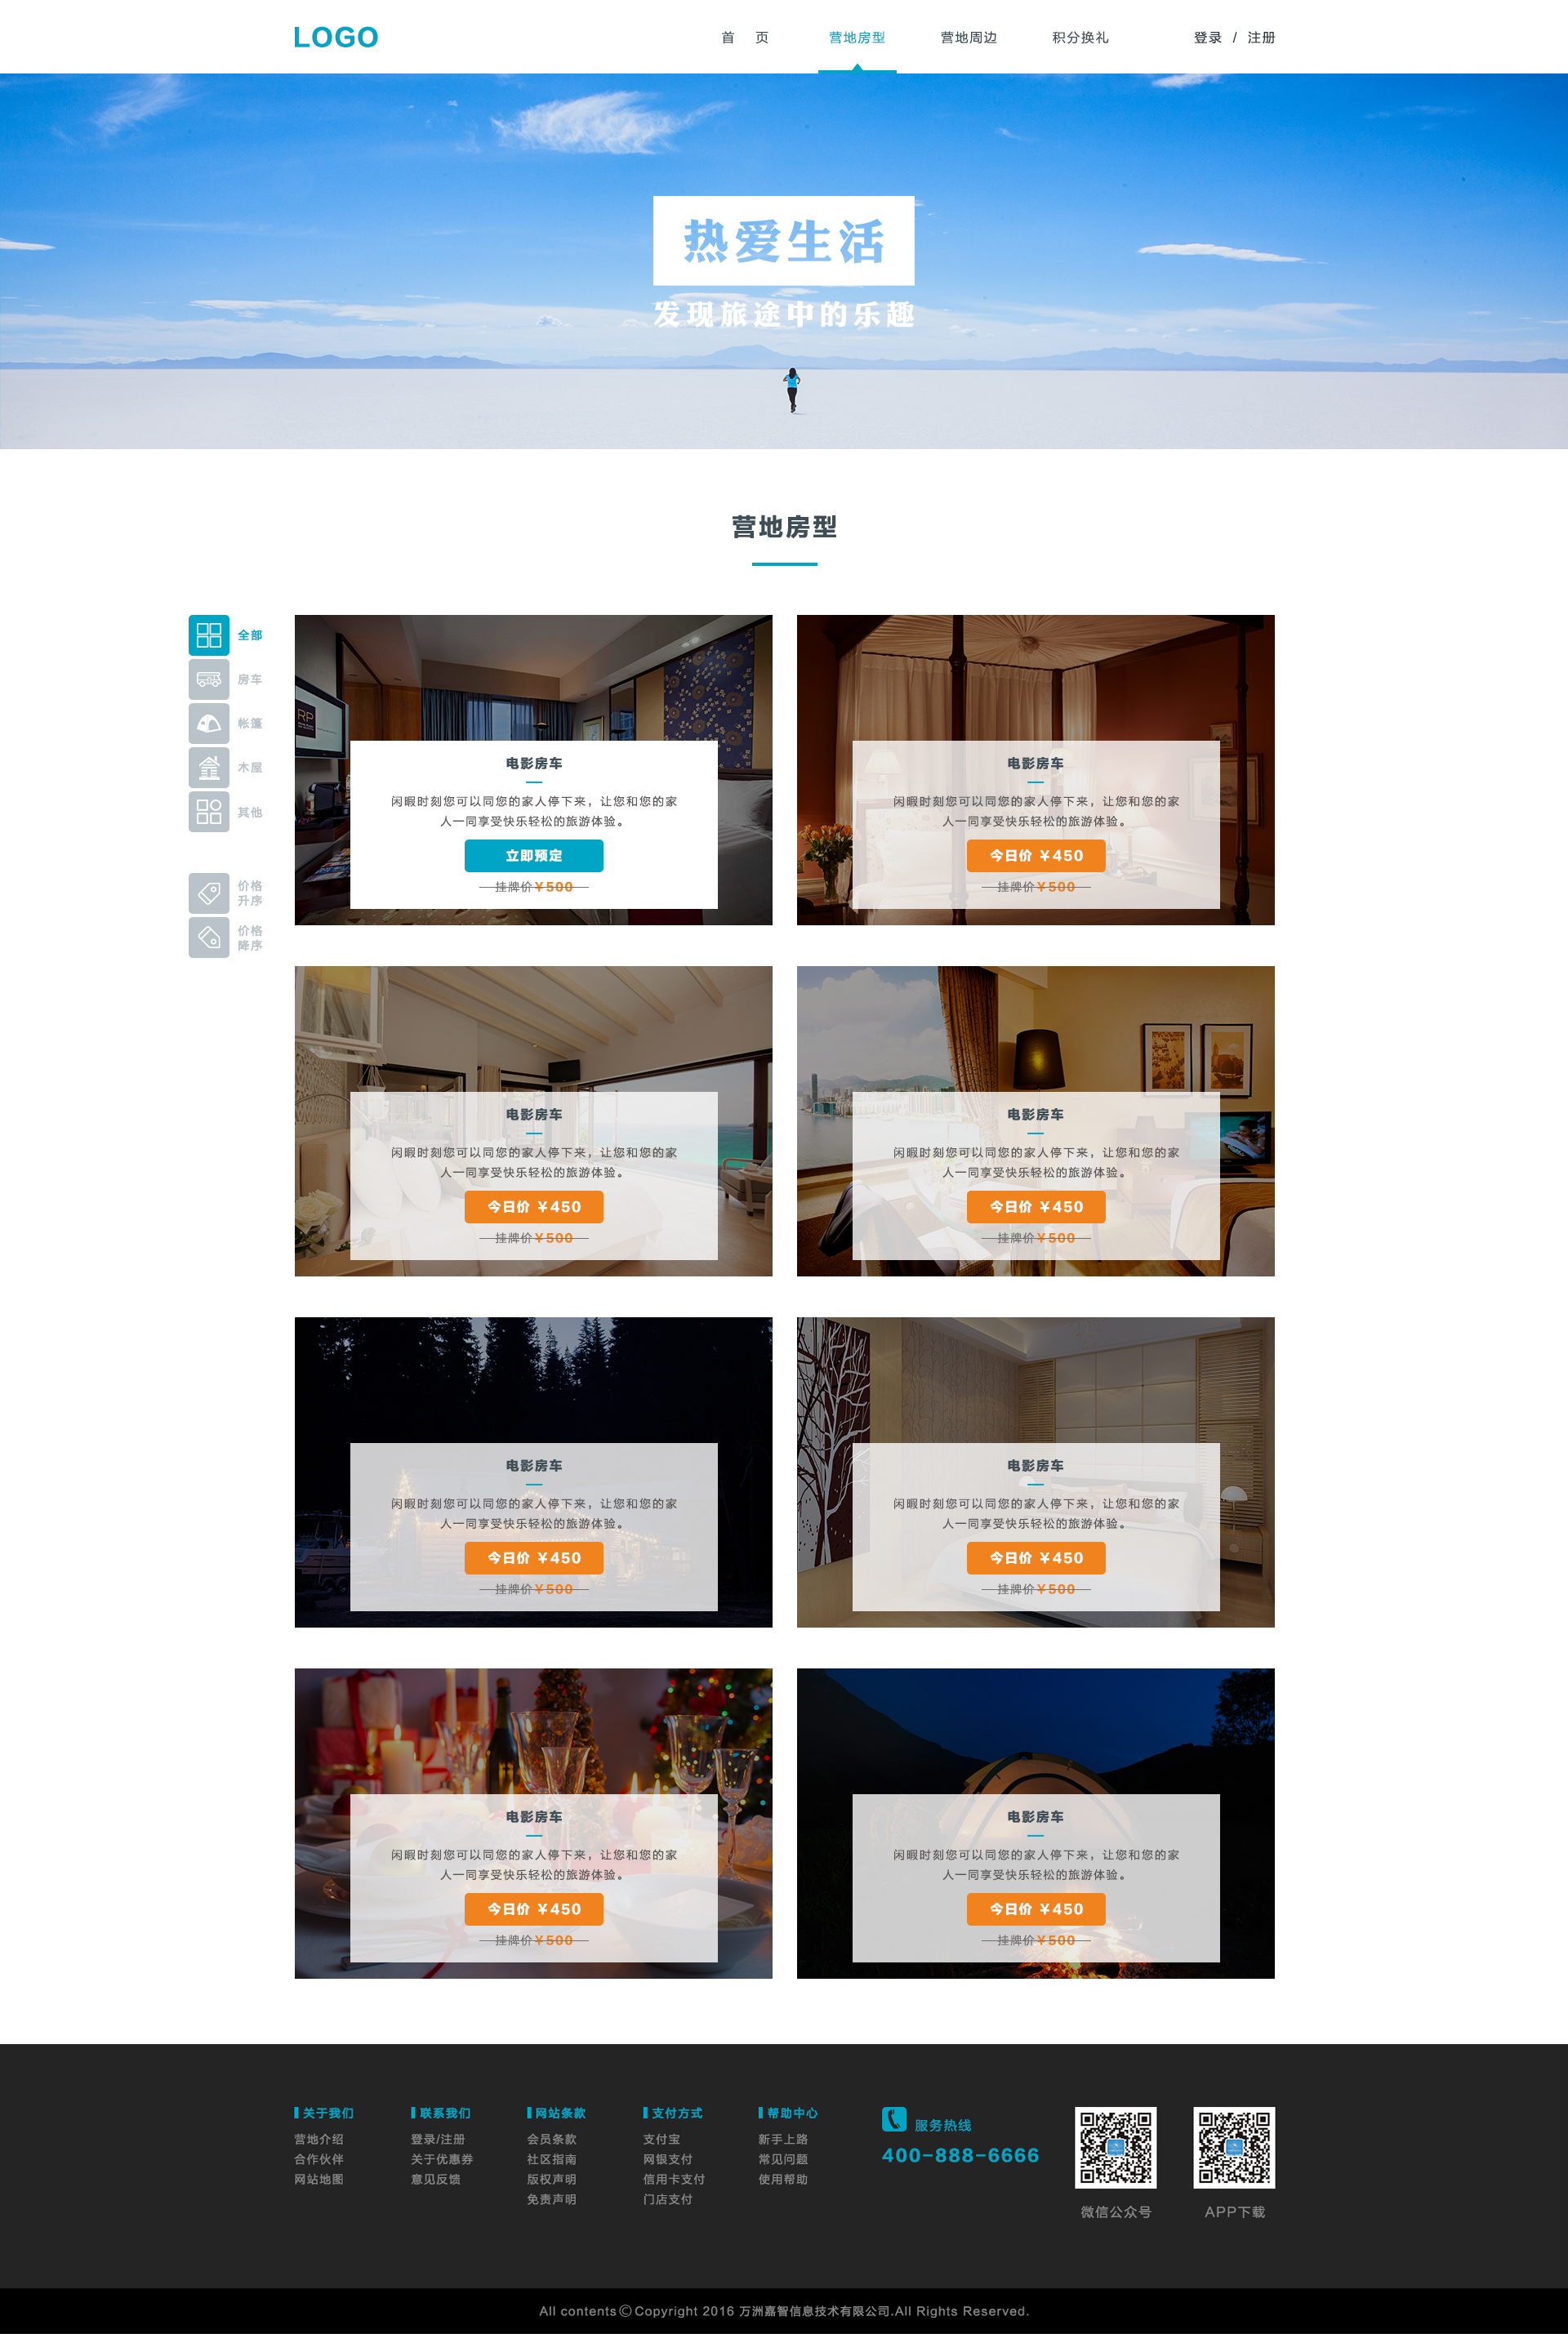 LOGO
首 页
营地房型
营地周边
积分换礼
登录 / 注册
热爱生活
发现旅途中的乐趣
营地房型
全部
房车
帐篷
木屋
其他
价格
升序
价格
降序
RP
电影房车
闲暇时刻您可以同您的家人停下来，让您和您的家
人一同享受快乐轻松的旅游体验。
立即预定
挂牌价￥500
电影房车
闲暇时刻您可以同您的家人停下来，让您和您的家
人一同享受快乐轻松的旅游体验。
今日价 ￥450
挂牌价￥500
电影房车
闲暇时刻您可以同您的家人停下来，让您和您的家
人一同享受快乐轻松的旅游体验。
今日价 ￥450
挂牌价￥500
电影房车
闲暇时刻您可以同您的家人停下来，让您和您的家
人一同享受快乐轻松的旅游体验。
今日价 ￥450
挂牌价￥500
电影房车
闲暇时刻您可以同您的家人停下来，让您和您的家
人一同享受快乐轻松的旅游体验。
今日价 ￥450
挂牌价￥500
电影房车
闲暇时刻您可以同您的家人停下来，让您和您的家
人一同享受快乐轻松的旅游体验。
今日价 ￥450
挂牌价￥500
电影房车
闲暇时刻您可以同您的家人停下来，让您和您的家
人一同享受快乐轻松的旅游体验。
今日价 ￥450
挂牌价￥500
电影房车
闲暇时刻您可以同您的家人停下来，让您和您的家
人一同享受快乐轻松的旅游体验。
今日价 ￥450
挂牌价￥500
关于我们
营地介绍
合作伙伴
网站地图
联系我们
登录/注册
关于优惠券
意见反馈
网站条款
会员条款
社区指南
版权声明
免责声明
支付方式
支付宝
网银支付
信用卡支付
门店支付
帮助中心
新手上路
常见问题
使用帮助
服务热线
400-888-6666
微信公众号
APP下载
All contents©Copyright 2016 万洲嘉智信息技术有限公司.All Rights Reserved.